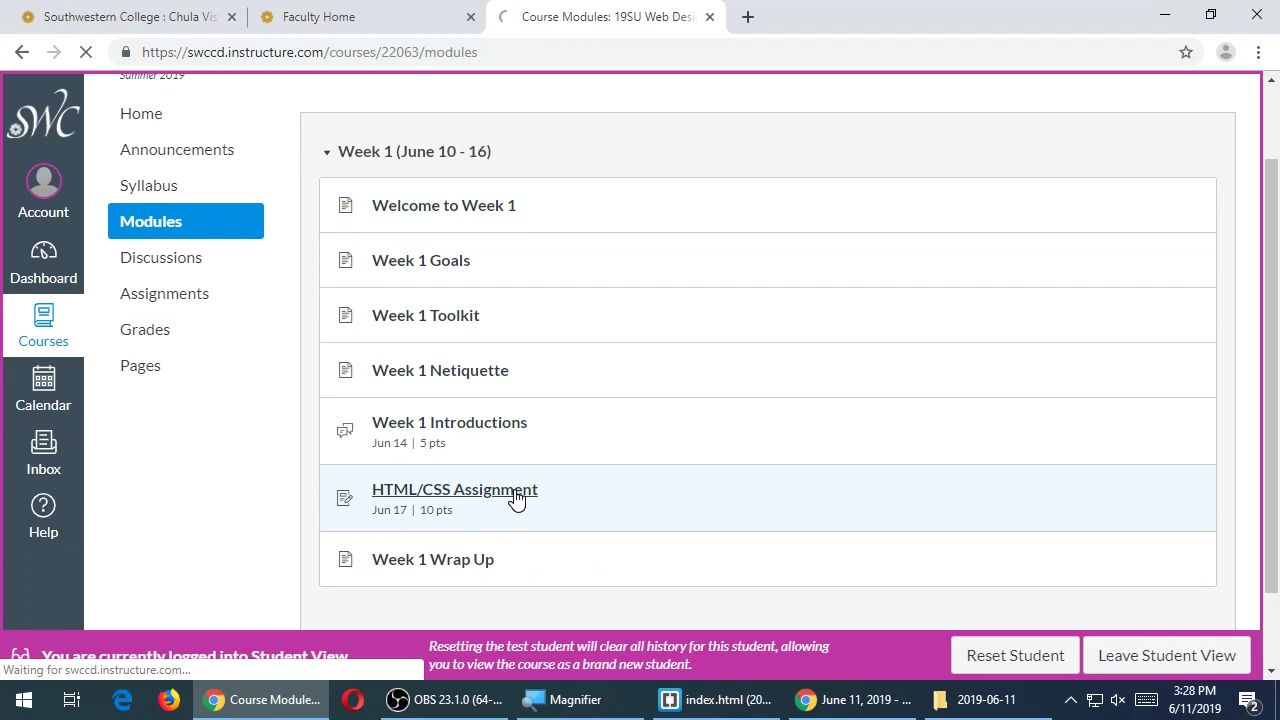 Southwestern College : Chula Vis
Faculty Home
Course Modules: 19SU Web Desi
https://swccd.instructure.com/courses/22063/modules
Summer 2019
SWC
Account
Dashboard
Courses
Calendar
Inbox
Help
Home
Announcements
Syllabus
Modules
Discussions
Assignments
Grades
Pages
Week 1 (June 10 - 16)
Welcome to Week 1
Week 1 Goals
Week 1 Toolkit
Week 1 Netiquette
Week 1 Introductions
Jun 14 | 5 pts
HTML/CSS Assignment
Jun 17 | 10 pts
Week 1 Wrap Up
You are currently logged into Student View
Resetting the test student will clear all history for this student, allowing
you to view the course as a brand new student.
Reset Student
Leave Student View
Waiting for swccd.instructure.com...
Course Module...
OBS 23.1.0 (64-...
Magnifier
index.html (20...
June 11, 2019 - ...
2019-06-11
3:28 PM
6/11/2019
2